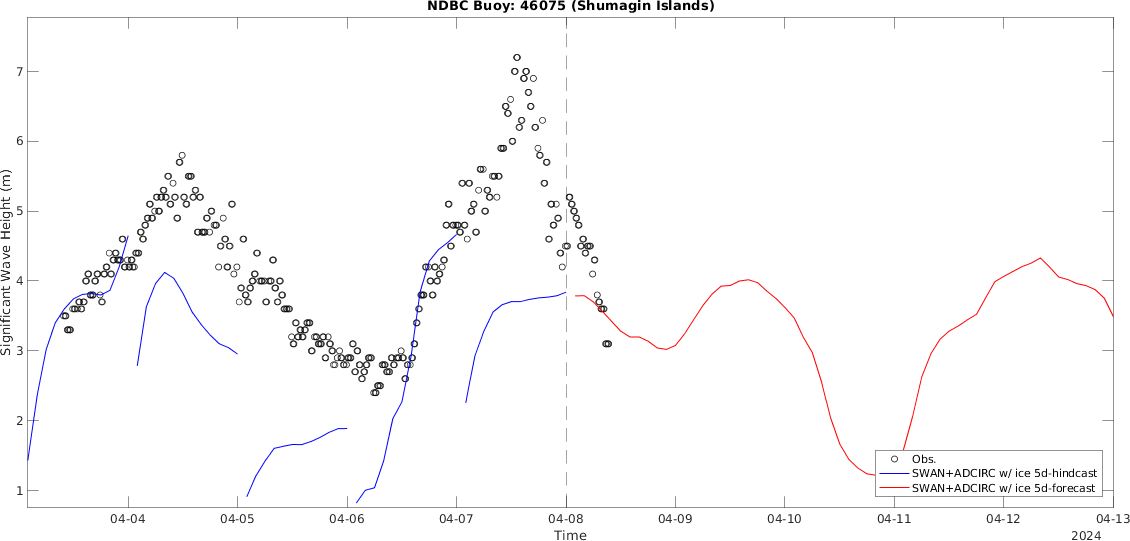 NDBC Buoy: 46075 (Shumagin Islands)
Significant Wave Height (m)
7
6
5
4
3
2
1
Obs.
SWAN+ADCIRC w/ ice 5d-hindcast
SWAN+ADCIRC w/ ice 5d-forecast
04-04 04-05 04-06 04-07 04-08 04-09 04-10 04-11 04-12 04-13
Time
2024